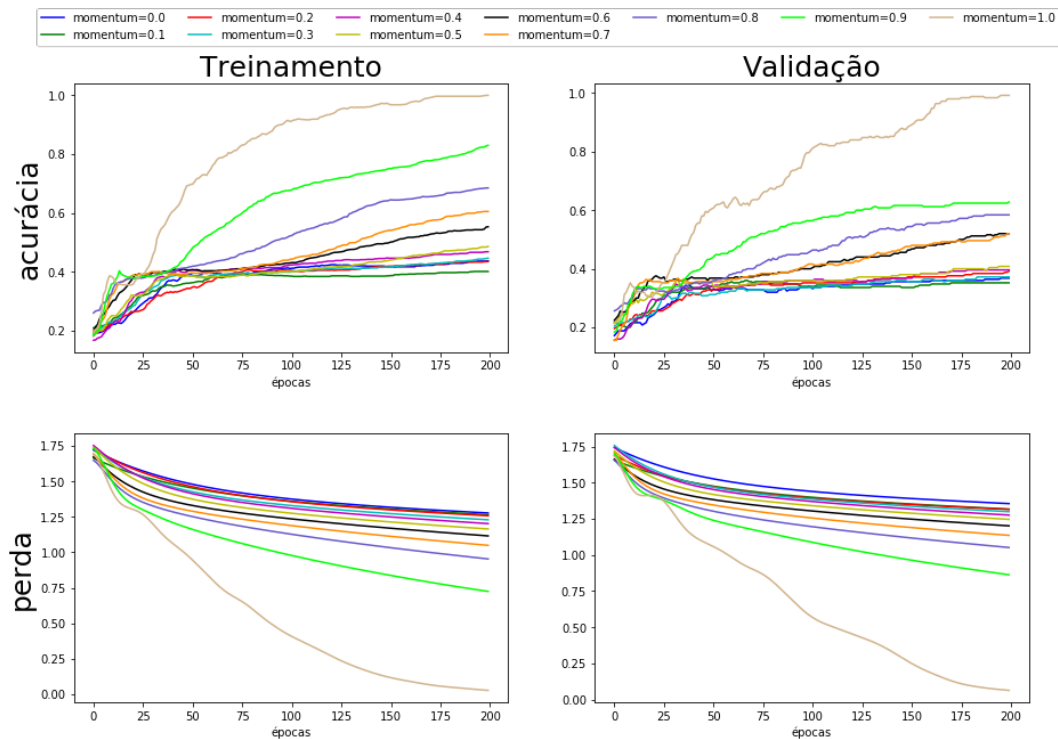 momentum=0.0 momentum=0.2 momentum=0.4 momentum=0.6 momentum=0.8 momentum=0.9 momentum=1.0
momentum=0.1 momentum=0.3 momentum=0.5 momentum=0.7
Treinamento Validação
acurácia
1.0
0.8
0.6
0.4
0.2
0 25 50 75 100 125 150 175 200
épocas
1.0
0.8
0.6
0.4
0.2
0 25 50 75 100 125 150 175 200
épocas
perda
1.75
1.50
1.25
1.00
0.75
0.50
0.25
0.00
0 25 50 75 100 125 150 175 200
épocas
1.75
1.50
1.25
1.00
0.75
0.50
0.25
0.00
0 25 50 75 100 125 150 175 200
épocas